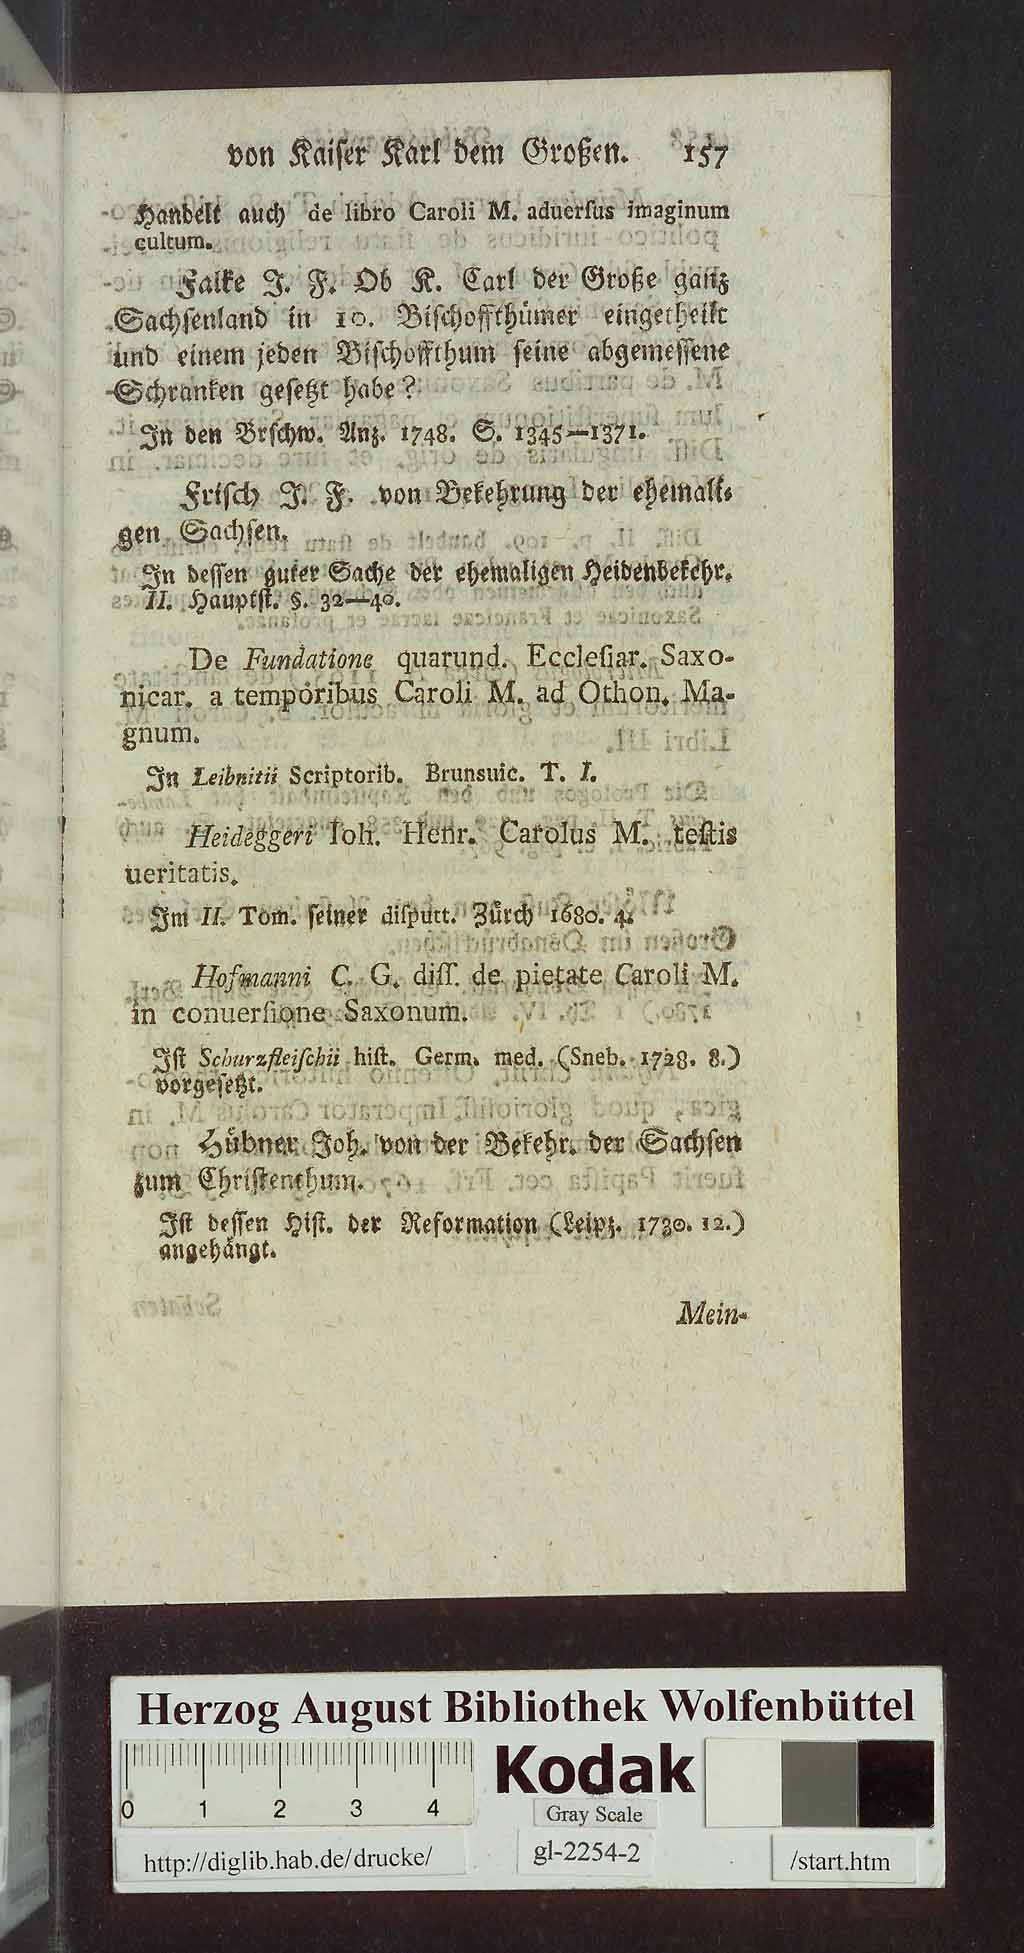 von Kaiser Karl dem Großen. 157
Handelt auch de libro Caroli M. aduerſus imaginum
cultum.
Falke J. F. Ob K. Carl der Große ganz
Sachſenland in 10. Biſchoffthümer eingetheilt
und einem jeden Biſchoffthum ſeine abgemeſſene
Schranken geſetzt habe?
In den Brſchw. Anz. 1748. S. 1345—1371.
Friſch J. F. von Bekehrung der ehemali⸗
gen Sachſen.
In deſſen guter Sache der ehemaligen Heidenbekehr.
II. Hauptſt. §. 32—40.
De Fundatione quarund. Eccleſiar. Saxo-
nicar. a temporibus Caroli M. ad Othon. Ma-
gnum.
In Leibnitii Scriptorib. Brunsuic. T. I.
Heideggeri Ioh. Henr. Carolus M. teſtis
ueritatis.
Im II. Tom. ſeiner diſputt. Zürch 1680. 4.
Hofmanni C. G. diſſ. de pietate Caroli M.
in conuerſione Saxonum.
Iſt Schurzfleiſchii hiſt. Germ. med. (Sneb. 1728. 8.)
vorgeſetzt.
Hübner Joh. von der Bekehr. der Sachſen
zum Chriſtenthum.
Iſt deſſen Hiſt. der Reformation (Leipz. 1730. 12.)
angehängt.
Mein-
Herzog August Bibliothek Wolfenbüttel
0 1 2 3 4
Kodak
Gray Scale
http://diglib.hab.de/drucke/
gl-2254-2
/start.htm